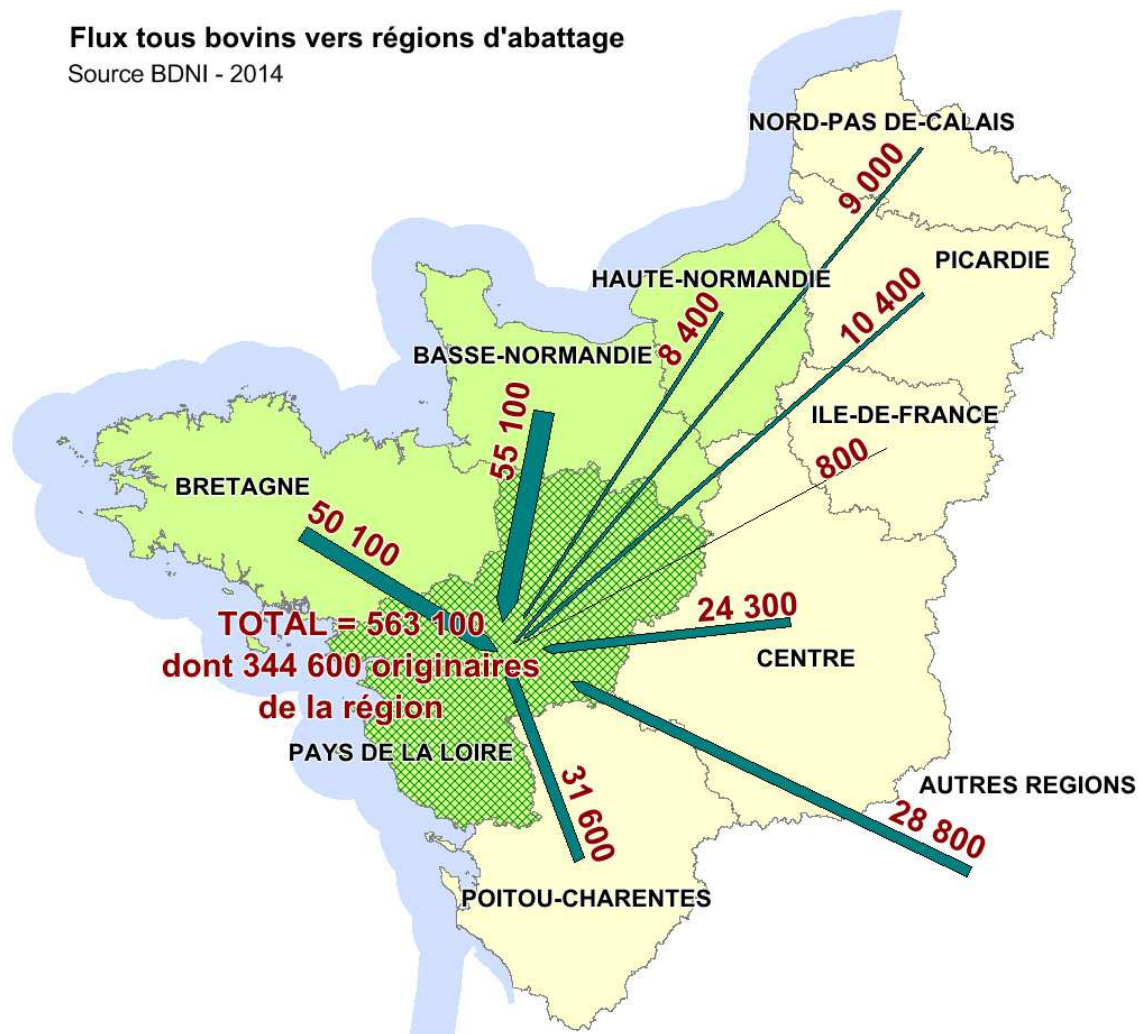 Flux tous bovins vers régions d'abattage
Source BDNI - 2014
NORD-PAS DE-CALAIS
9 000
PICARDIE
HAUTE-NORMANDIE
10 400
8 400
BASSE-NORMANDIE
ILE-DE-FRANCE
55 100
800
BRETAGNE
50 100
24 300
TOTAL = 563 100
dont 344 600 originaires
de la région
CENTRE
PAYS DE LA LOIRE
AUTRES REGIONS
31 600
28 800
POITOU-CHARENTES